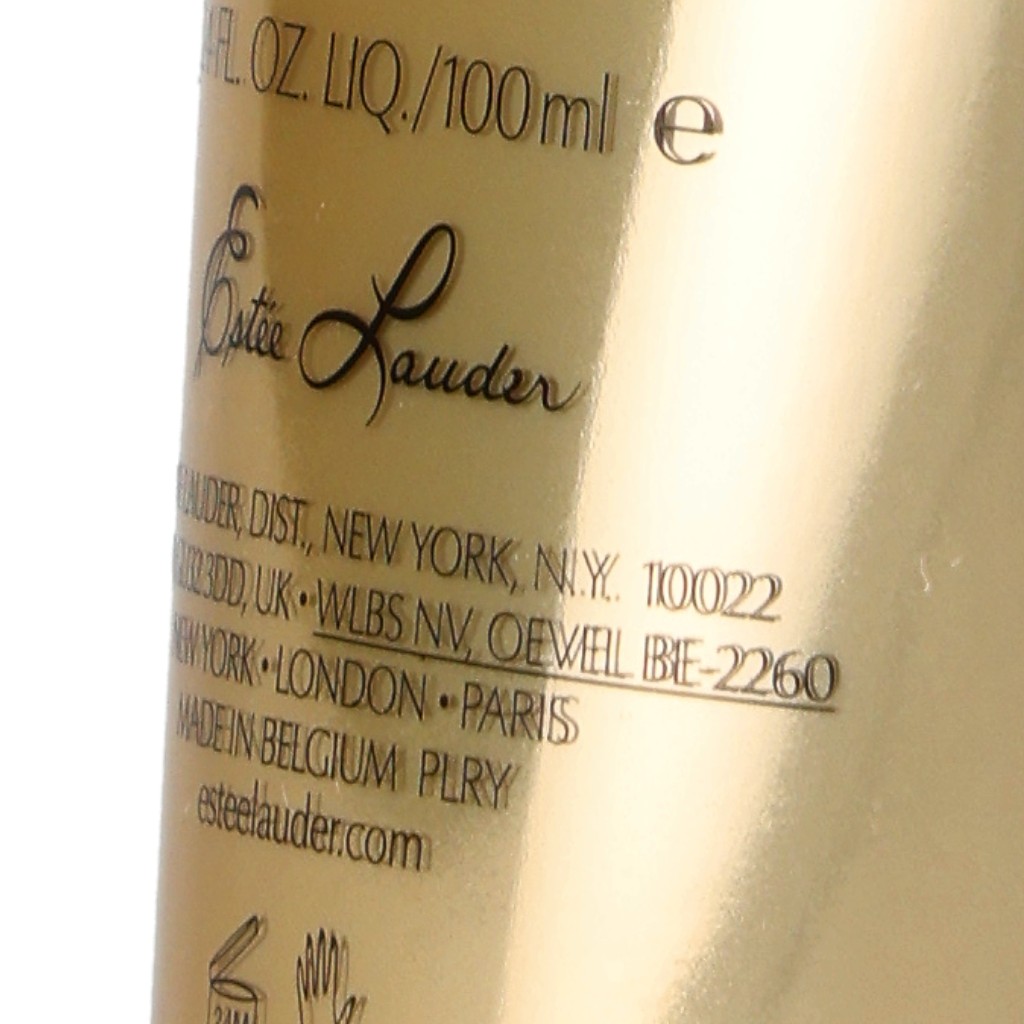 FL. OZ. LIQ./100ml e
Estée Lauder
LAUDER, DIST., NEW YORK, N.Y. 10022
3DD, UK • WLBS NV, OEVEL BE-2260
NEW YORK • LONDON • PARIS
MADE IN BELGIUM PLRY
esteelauder.com
24M